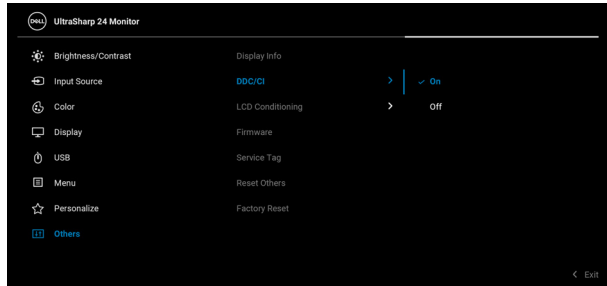 DELL UltraSharp 24 Monitor
Brightness/Contrast Display Info
Input Source DDC/CI On
Color LCD Conditioning Off
Display Firmware
USB Service Tag
Menu Reset Others
Personalize Factory Reset
Others
Exit